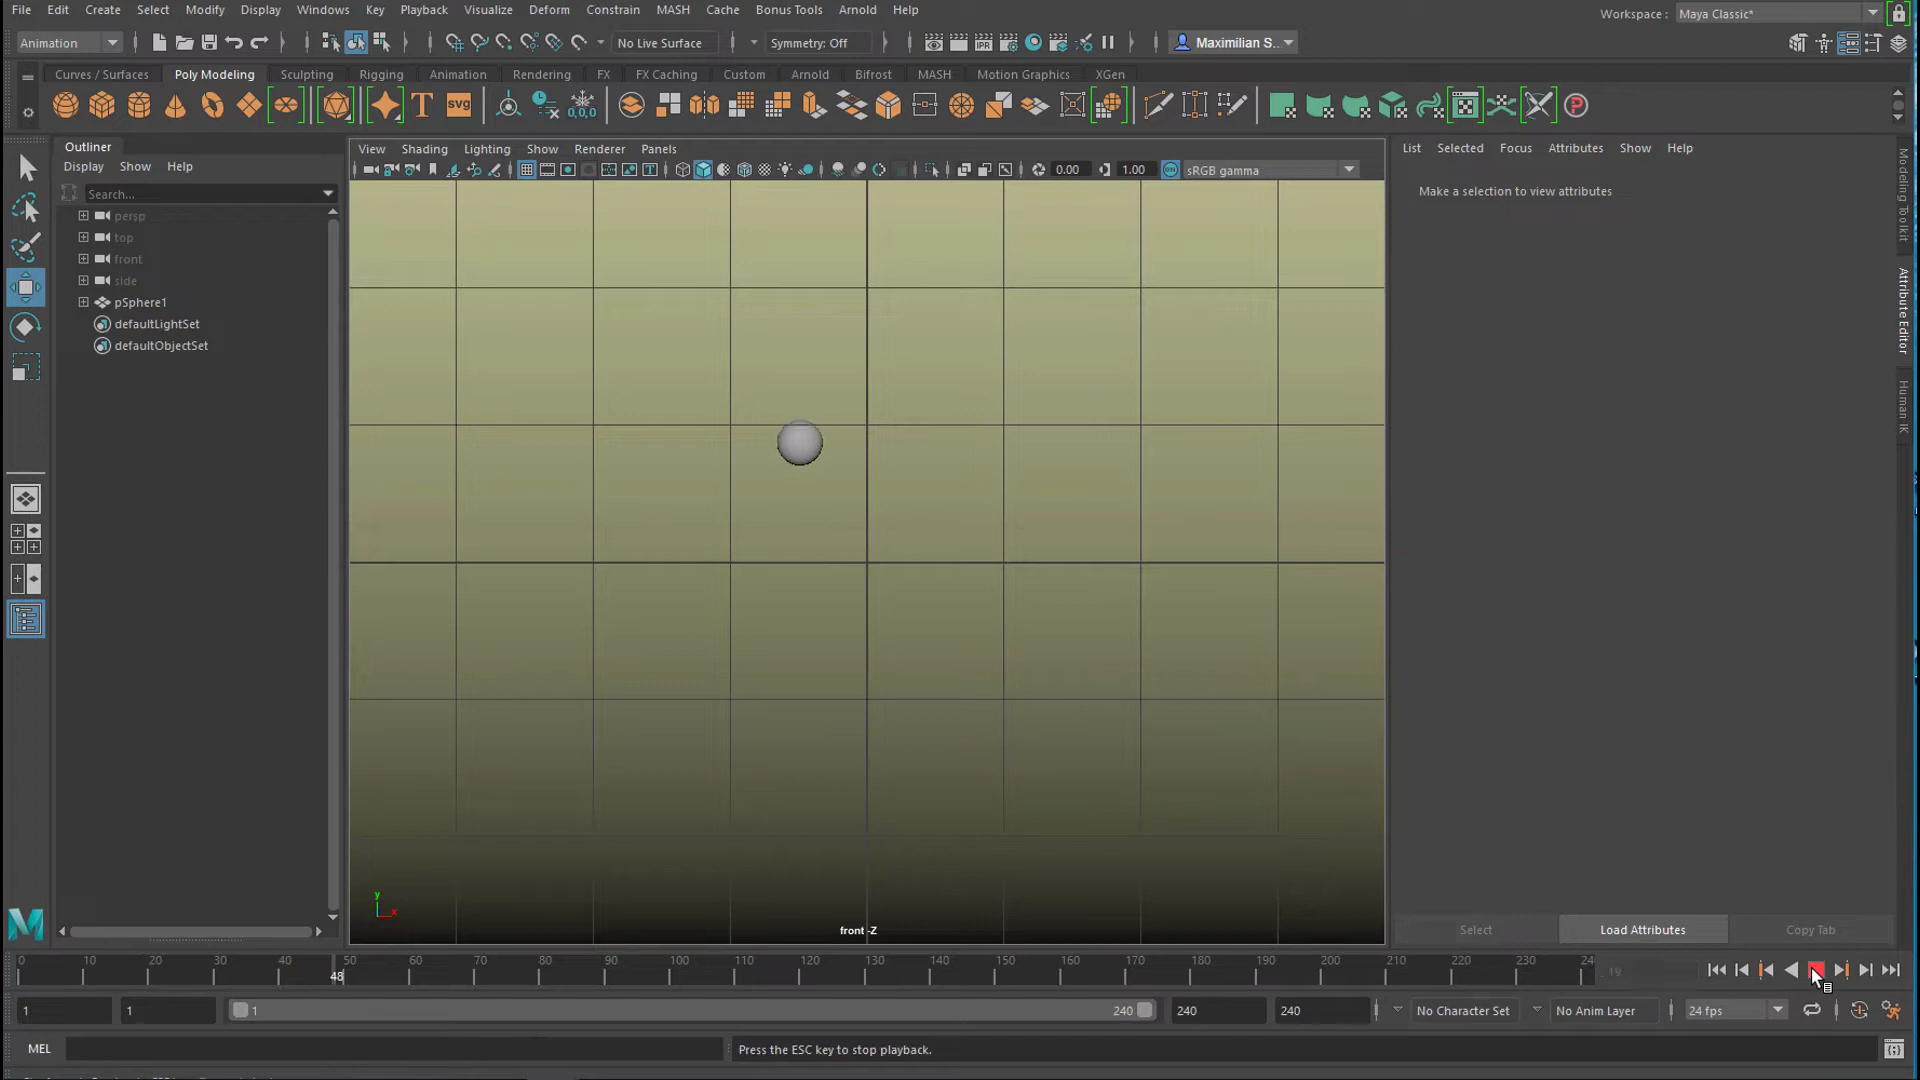 File Edit Create Select Modify Display Windows Key Playback Visualize Deform Constrain MASH Cache Bonus Tools Arnold Help
Workspace : Maya Classic*
Animation No Live Surface Symmetry: Off Maximilian S...
Curves / Surfaces Poly Modeling Sculpting Rigging Animation Rendering FX FX Caching Custom Arnold Bifrost MASH Motion Graphics XGen
T svg 0,0,0 P
Outliner
Display Show Help
Search...
persp
top
front
side
pSphere1
defaultLightSet
defaultObjectSet
View Shading Lighting Show Renderer Panels
0.00 1.00 ON sRGB gamma
y
x
front -Z
List Selected Focus Attributes Show Help
Make a selection to view attributes
Modeling Toolkit
Attribute Editor
Human IK
Select Load Attributes Copy Tab
M
0 10 20 30 40 50 60 70 80 90 100 110 120 130 140 150 160 170 180 190 200 210 220 230 24
48
1 1 1 240 240 240 No Character Set No Anim Layer 24 fps
MEL Press the ESC key to stop playback.